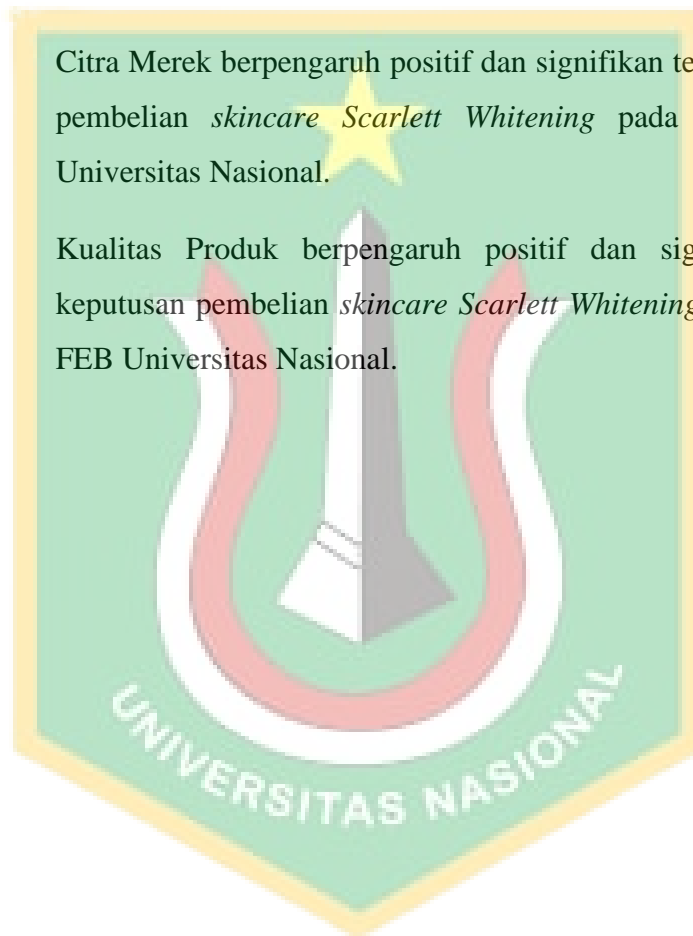 Citra Merek berpengaruh positif dan signifikan te
pembelian skincare Scarlett Whitening pada
Universitas Nasional.
Kualitas Produk berpengaruh positif dan sig
keputusan pembelian skincare Scarlett Whitening
FEB Universitas Nasional.
UNIVERSITAS NASIONAL